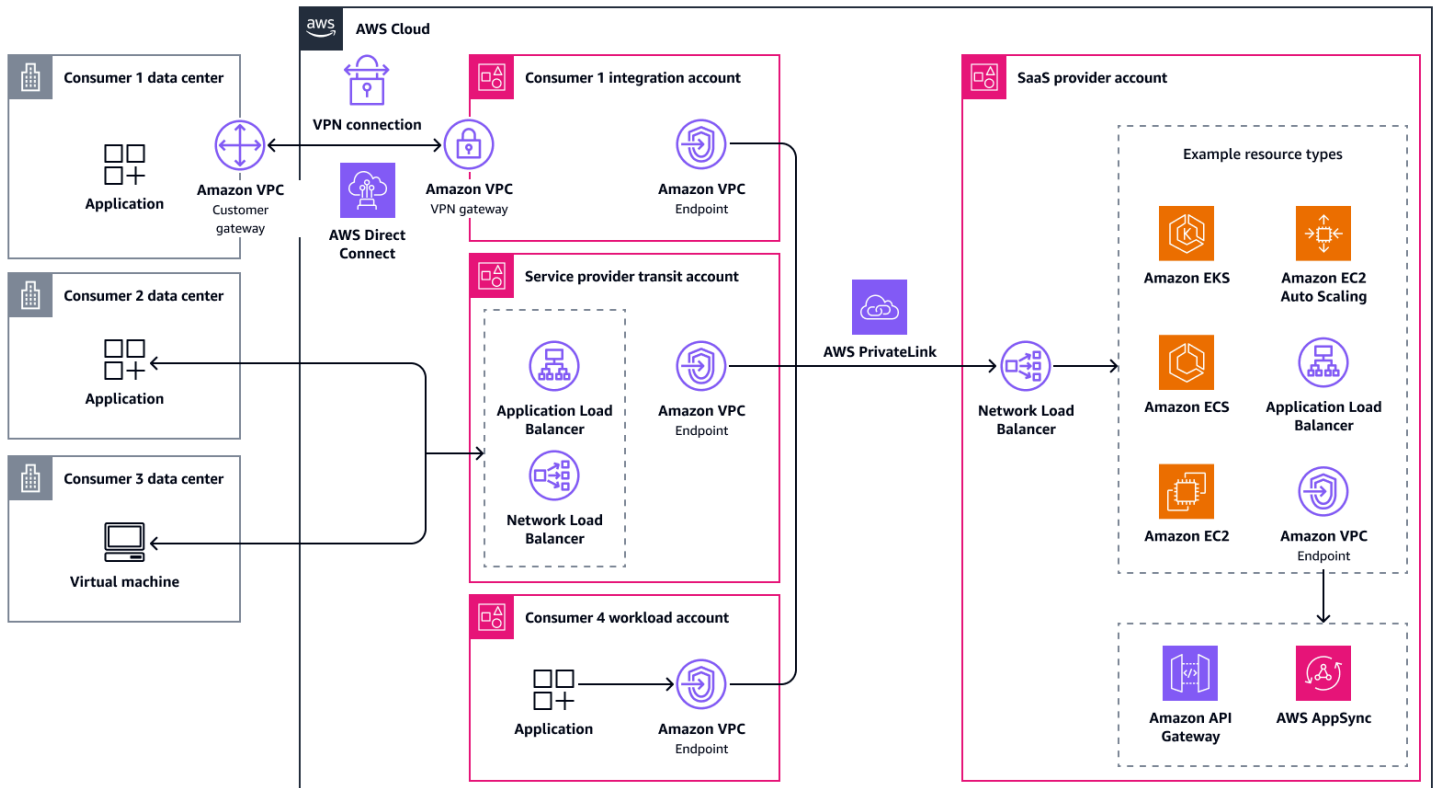 aws
AWS Cloud
Consumer 1 data center
Application
Amazon VPC
Customer
gateway
VPN connection
AWS Direct
Connect
Consumer 1 integration account
Amazon VPC
VPN gateway
Amazon VPC
Endpoint
Consumer 2 data center
Application
Consumer 3 data center
Virtual machine
Service provider transit account
Application Load
Balancer
Network Load
Balancer
Amazon VPC
Endpoint
Consumer 4 workload account
Application
Amazon VPC
Endpoint
AWS PrivateLink
SaaS provider account
Network Load
Balancer
Example resource types
K
Amazon EKS
Amazon EC2
Auto Scaling
Amazon ECS
Application Load
Balancer
Amazon EC2
Amazon VPC
Endpoint
</>
Amazon API
Gateway
AWS AppSync